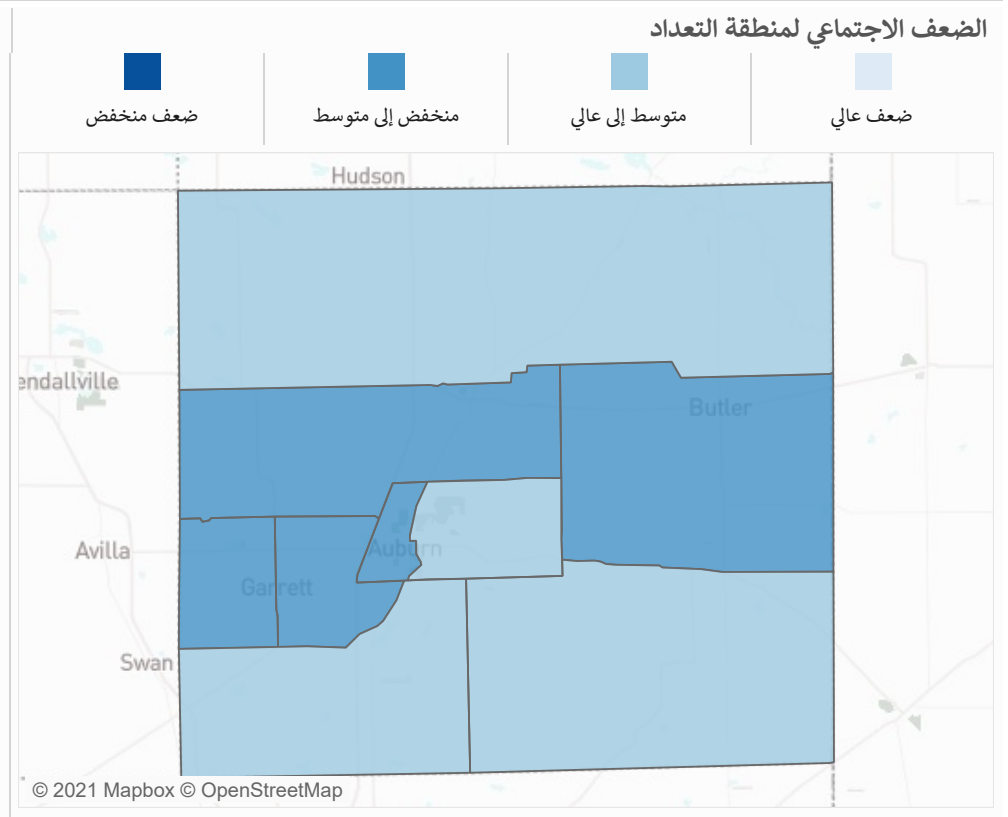 الضعف الاجتماعي لمنطقة التعداد
ضعف عالي
متوسط إلى عالي
منخفض إلى متوسط
ضعف منخفض
Hudson
endallville
Butler
Avilla
Auburn
Garrett
Swan
© 2021 Mapbox © OpenStreetMap